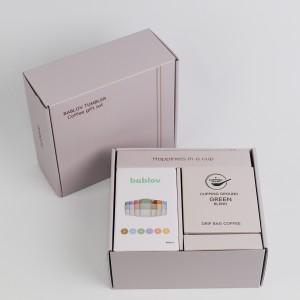 BABLOV TUMBLER
Coffee gift set
Happiness in a cup
bablov
CUPPING GROUND
GREEN
BLEND
DRIP BAG COFFEE